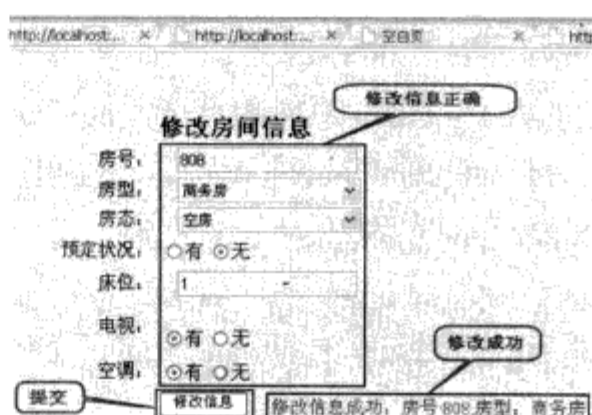 http://localhost:... × http://localhost:... × 空白页 × http
修改信息正确
修改房间信息
房号: 808
房型: 商务房
房态: 空房
预定状况: 有 无
床位: 1
电视: 有 无
空调: 有 无
修改成功
提交
修改信息
修改信息成功, 房号 808 房型, 商务房